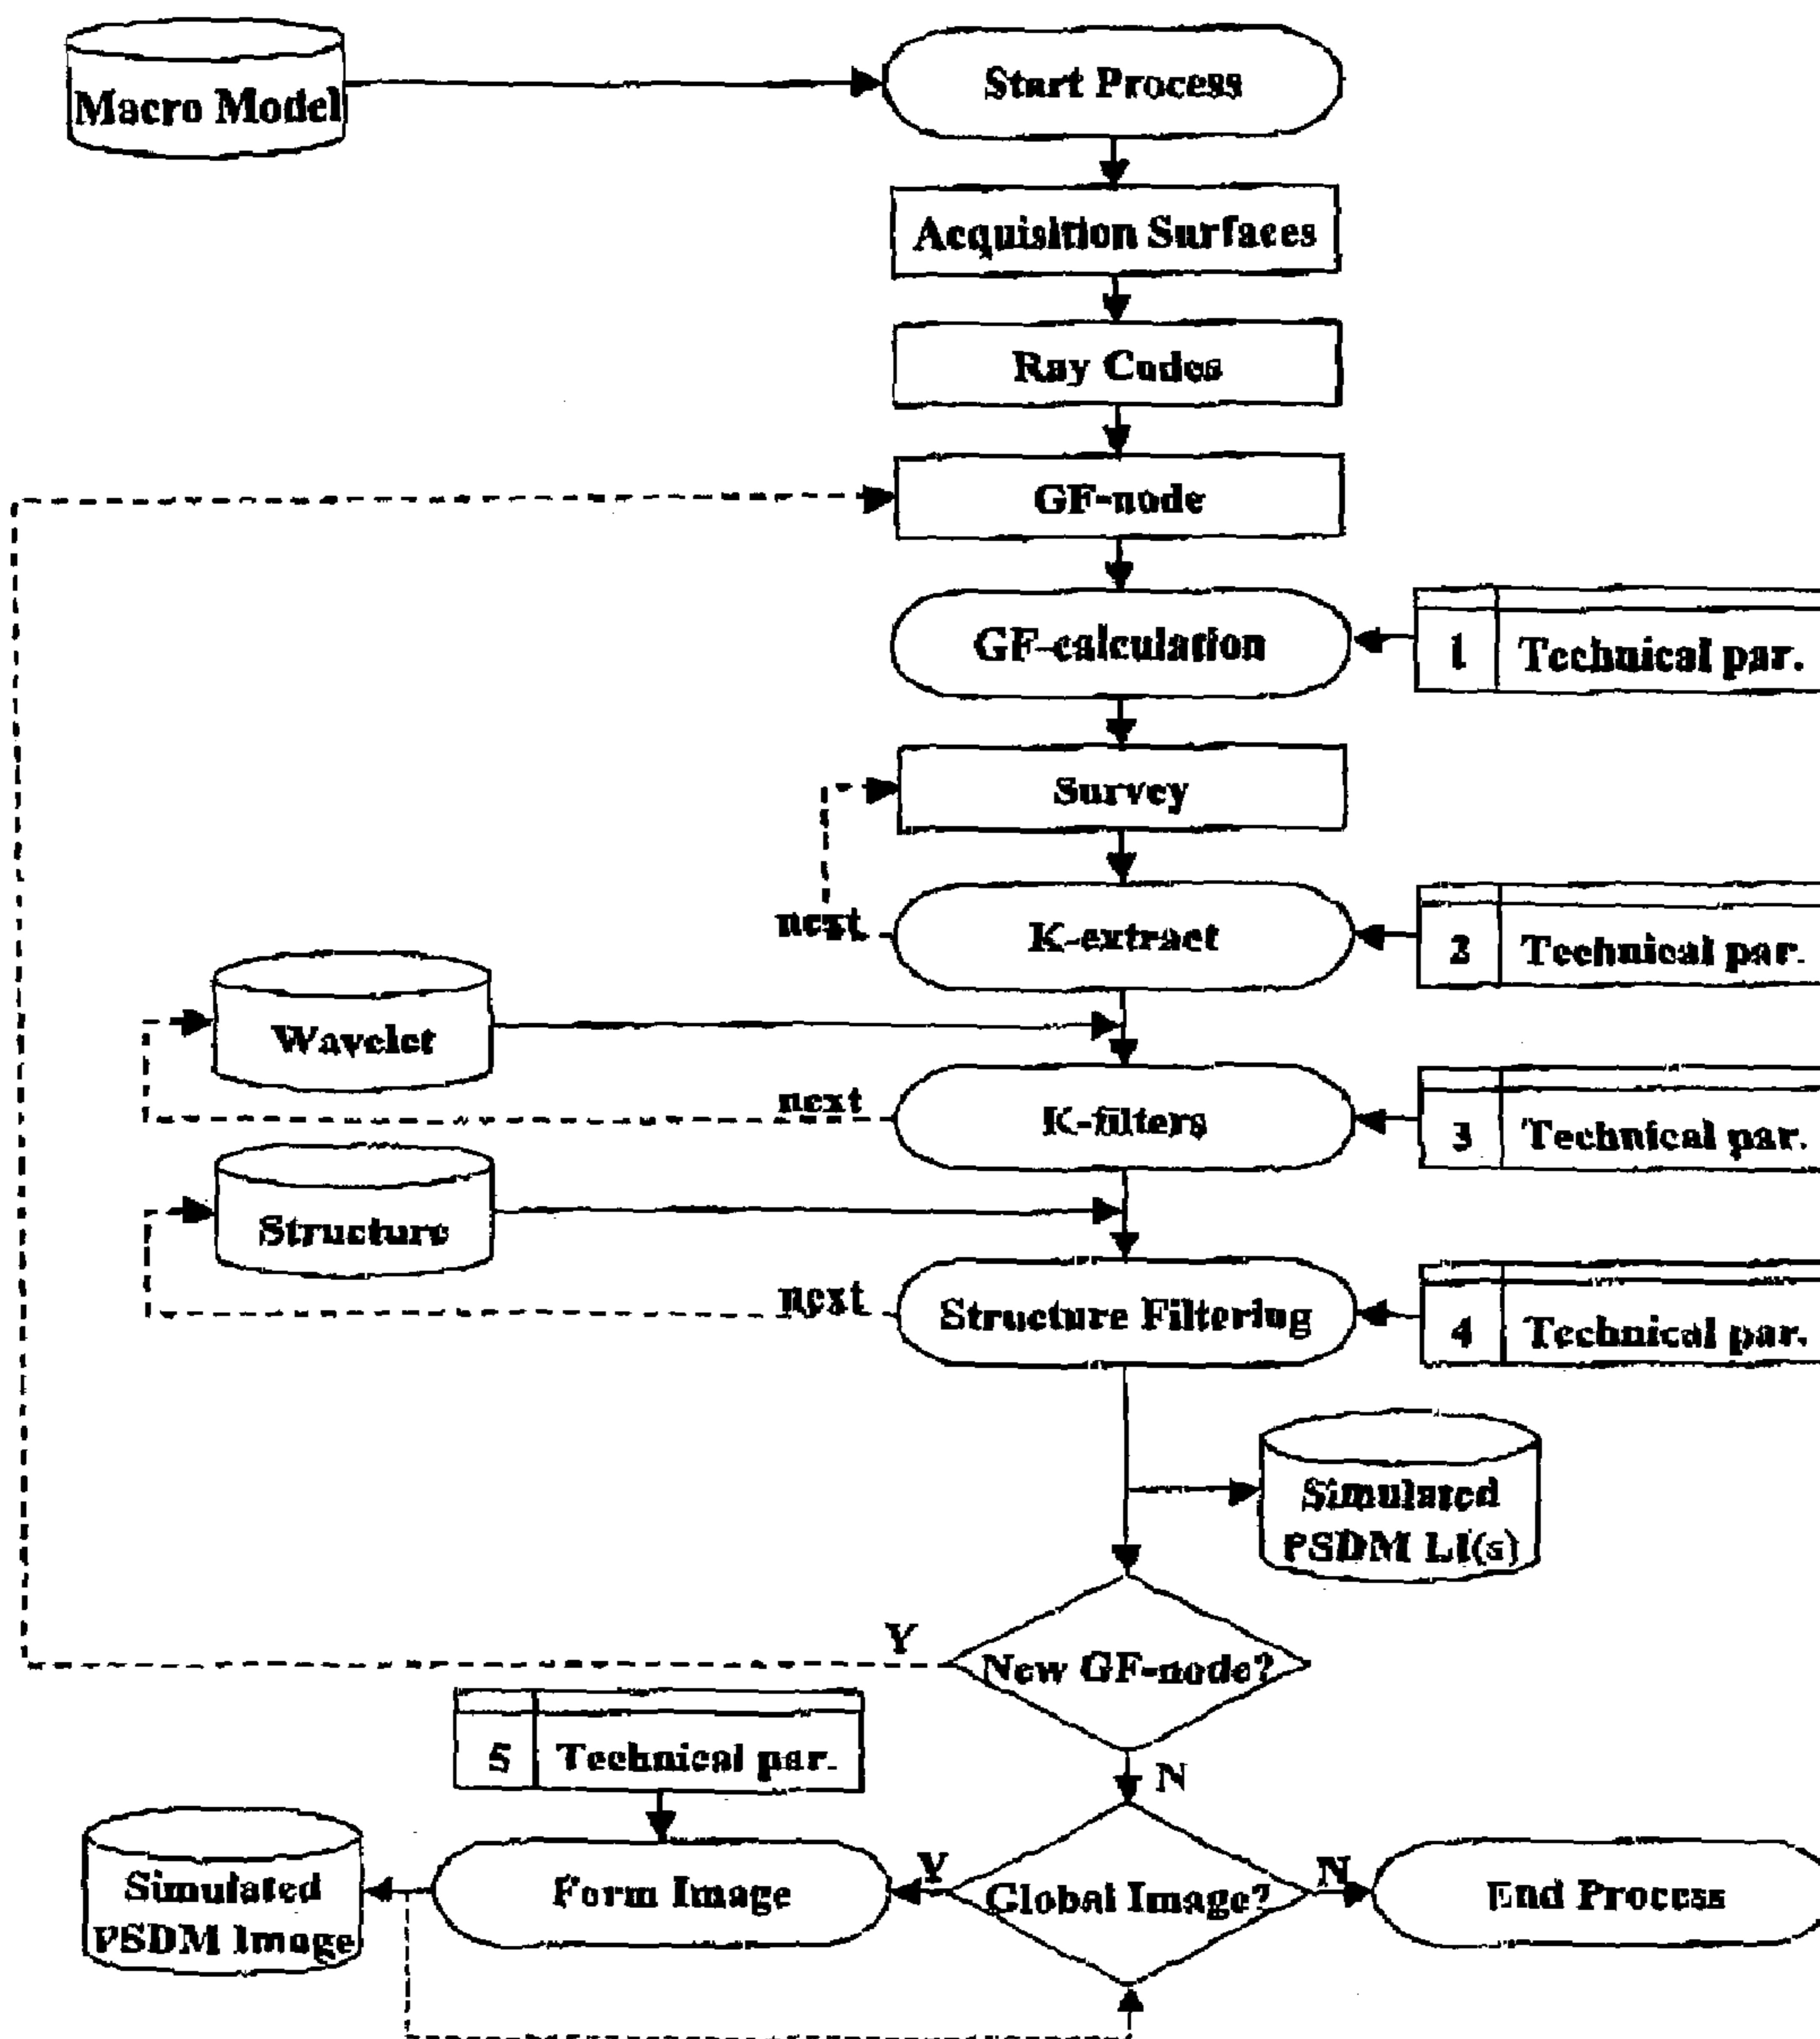 Macro Model
Start Process
Acquisition Surfaces
Ray Codes
GF-node
GF-calculation
1 Technical par.
Survey
next
K-extract
2 Technical par.
Wavelet
next
K-filters
3 Technical par.
Structure
next
Structure Filtering
4 Technical par.
Simulated
PSDM LI(s)
Y
New GF-node?
5 Technical par.
N
Simulated
PSDM Image
Form Image
Y
Global Image?
N
End Process